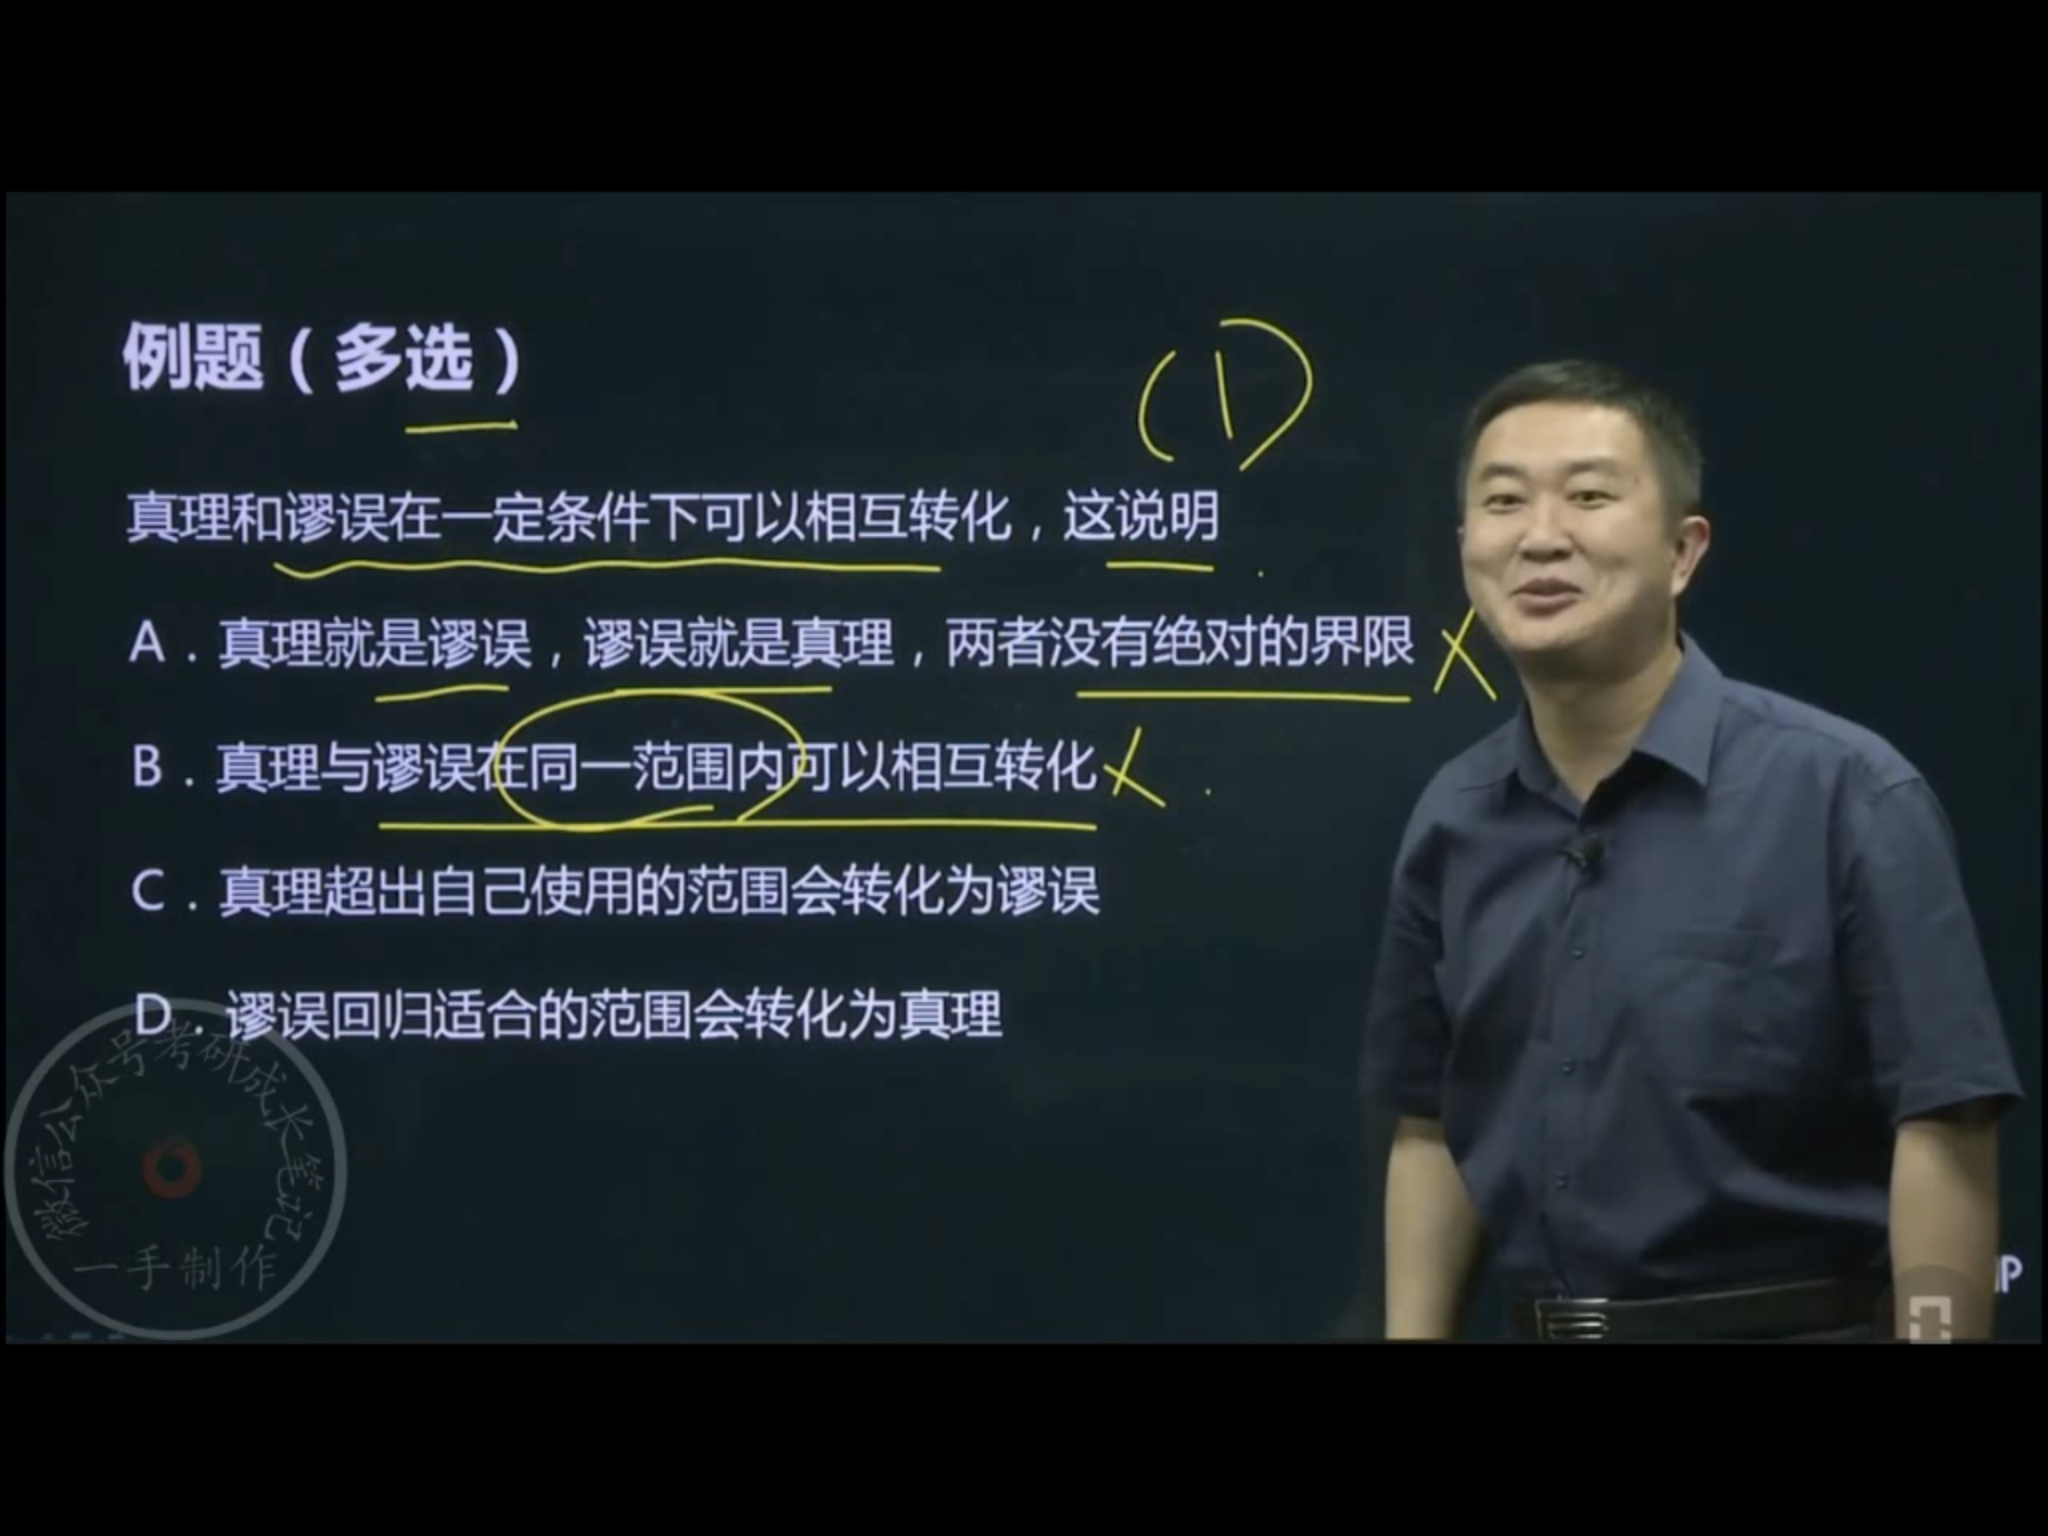 例题（多选）
(1)
真理和谬误在一定条件下可以相互转化，这说明
A．真理就是谬误，谬误就是真理，两者没有绝对的界限 X
B．真理与谬误在同一范围内可以相互转化 X
C．真理超出自己使用的范围会转化为谬误
D．谬误回归适合的范围会转化为真理
微信公众号考研成长笔记
一手制作